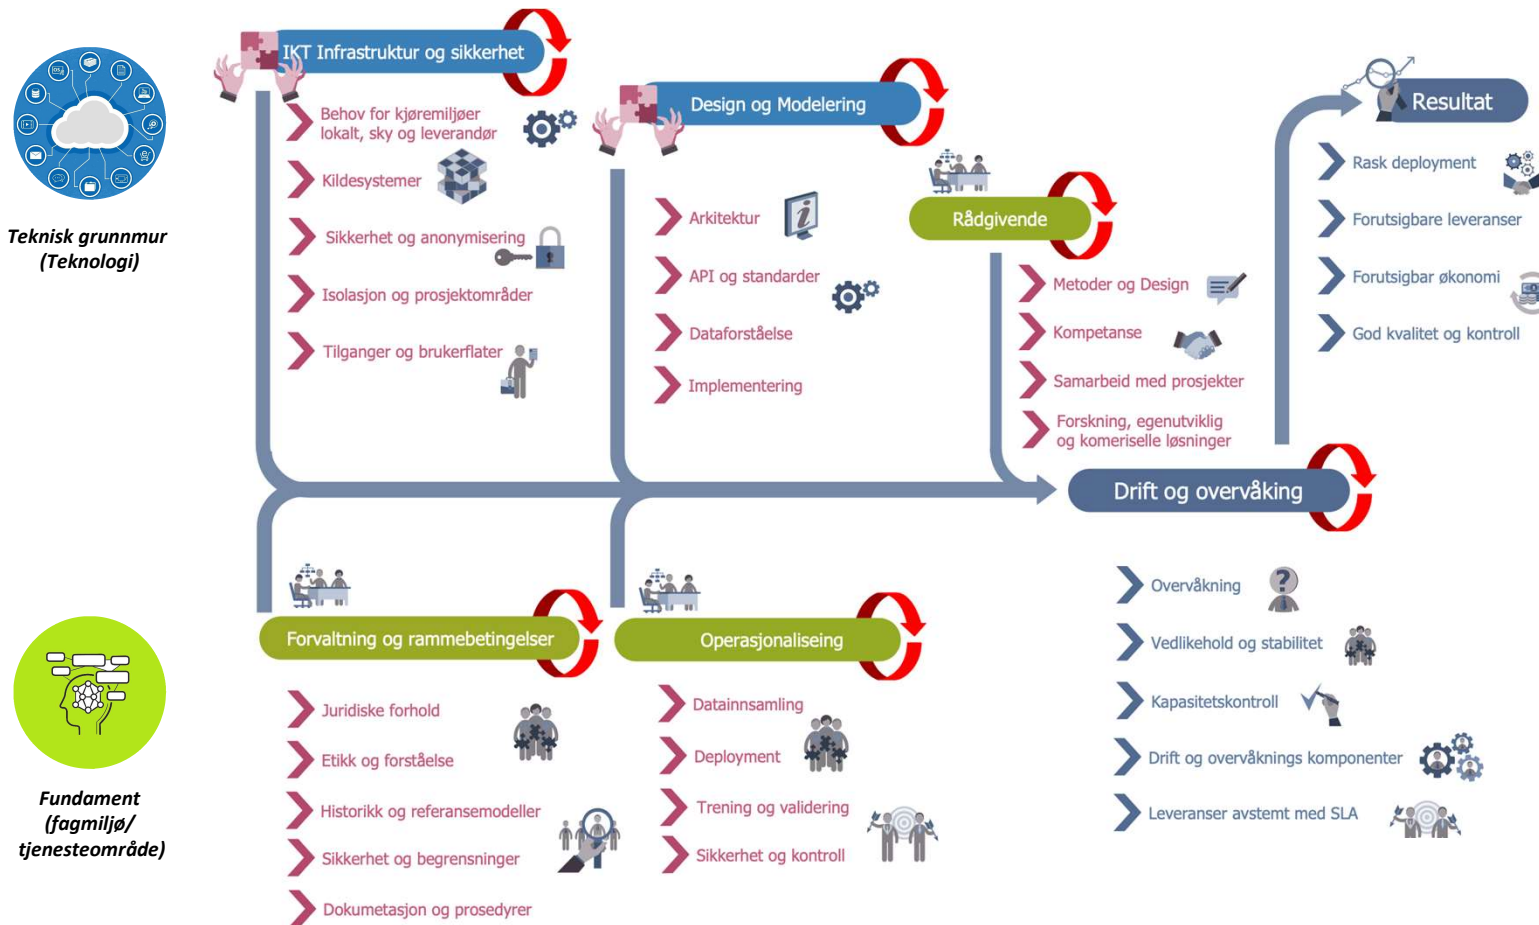 IKT Infrastruktur og sikkerhet
Behov for kjøremiljøer
lokalt, sky og leverandør
Kildesystemer
Sikkerhet og anonymisering
Isolasjon og prosjektområder
Tilganger og brukerflater
Teknisk grunnmur
(Teknologi)
Design og Modelering
Arkitektur
API og standarder
Dataforståelse
Implementering
Rådgivende
Metoder og Design
Kompetanse
Samarbeid med prosjekter
Forskning, egenutviklig
og komeriselle løsninger
Resultat
Rask deployment
Forutsigbare leveranser
Forutsigbar økonomi
God kvalitet og kontroll
Drift og overvåking
Overvåkning
Vedlikehold og stabilitet
Kapasitetskontroll
Drift og overvåknings komponenter
Leveranser avstemt med SLA
Fundament
(fagmiljø/
tjenesteområde)
Forvaltning og rammebetingelser
Juridiske forhold
Etikk og forståelse
Historikk og referansemodeller
Sikkerhet og begrensninger
Dokumetasjon og prosedyrer
Operasjonaliseing
Datainnsamling
Deployment
Trening og validering
Sikkerhet og kontroll